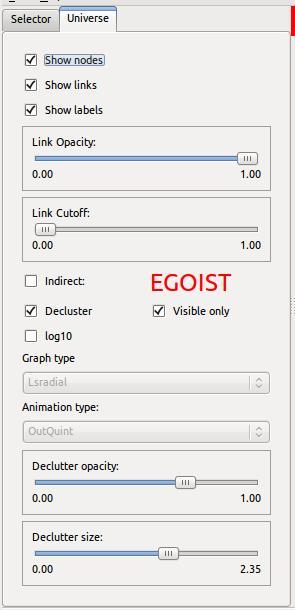 Selector Universe
Show nodes
Show links
Show labels
Link Opacity:
0.00 1.00
Link Cutoff:
0.00 1.00
Indirect: EGOIST
Decluster Visible only
log10
Graph type
Lsradial
Animation type:
OutQuint
Declutter opacity:
0.00 1.00
Declutter size:
0.00 2.35